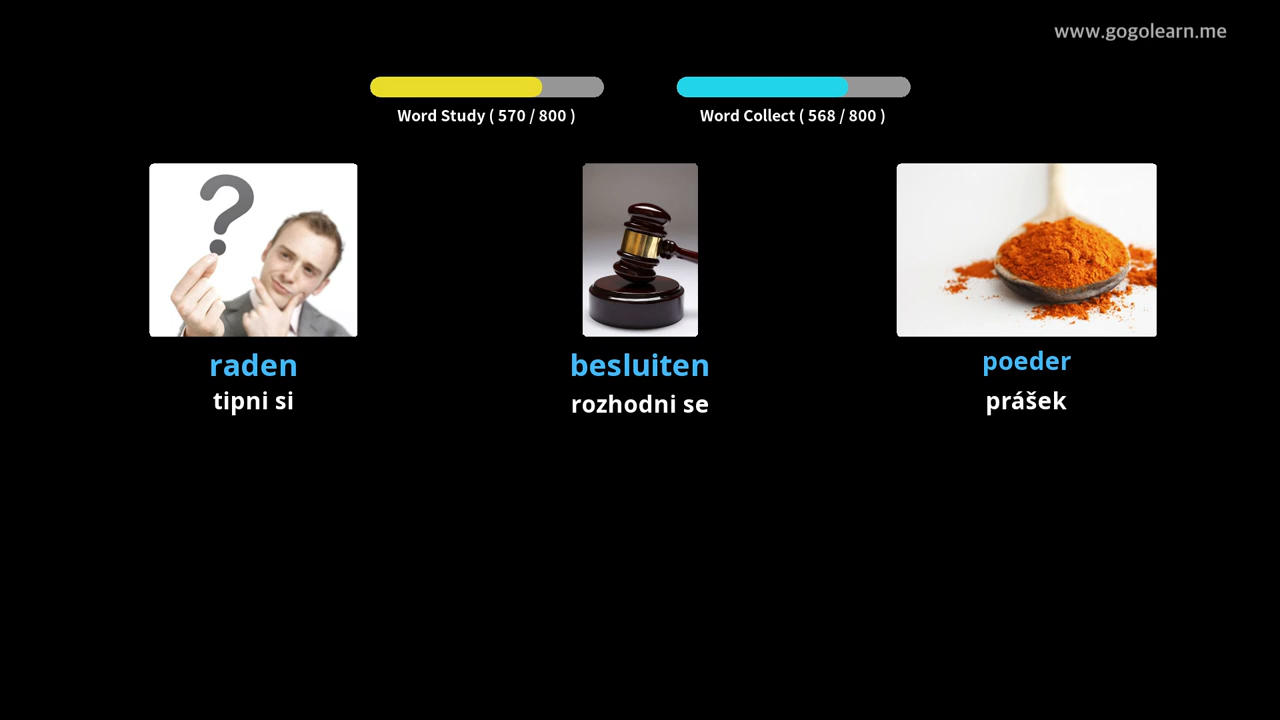 www.gogolearn.me
Word Study ( 570 / 800 )
Word Collect ( 568 / 800 )
raden
tipni si
besluiten
rozhodni se
poeder
prášek